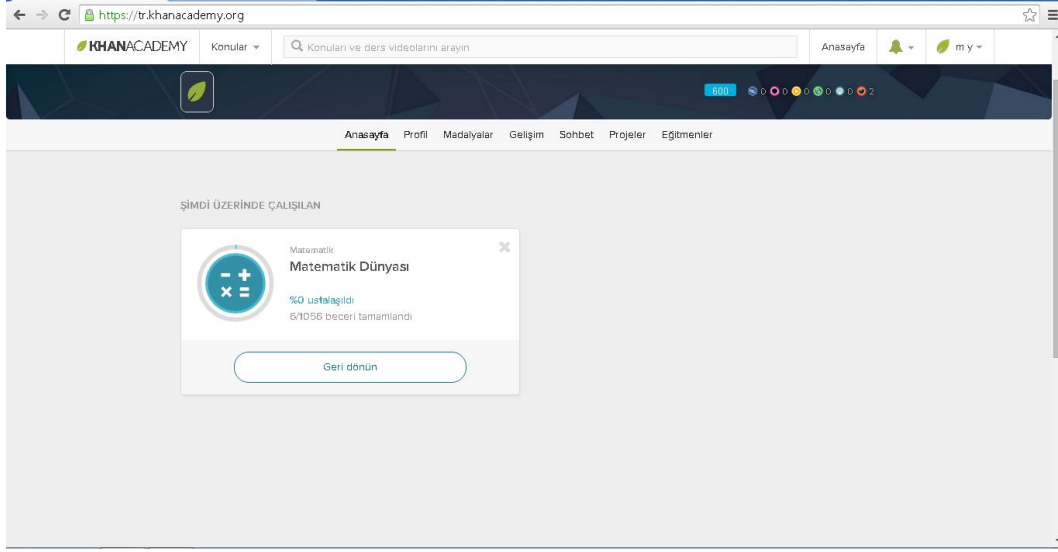 https://tr.khanacademy.org
KHANACADEMY Konular Konuları ve ders videolarını arayın Anasayfa m y
600 0 0 0 0 0 2
Anasayfa Profil Madalyalar Gelişim Sohbet Projeler Eğitmenler
ŞİMDİ ÜZERİNDE ÇALIŞILAN
Matematik
Matematik Dünyası
%0 ustalaşıldı
6/1056 beceri tamamlandı
Geri dönün